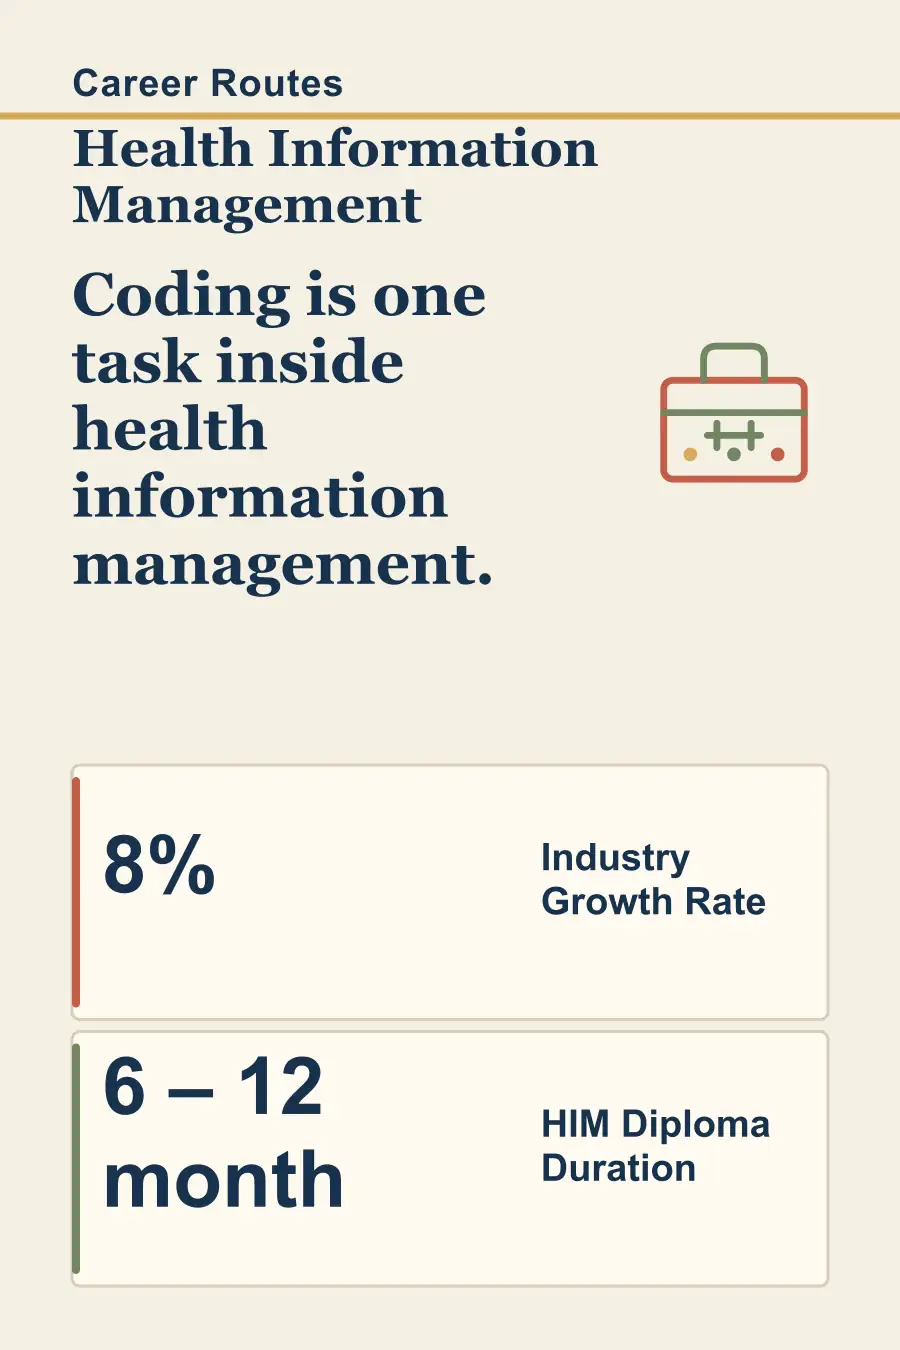 Career Routes
Health Information
Management
Coding is one
task inside
health
information
management.
8%
Industry
Growth Rate
6 – 12
month
HIM Diploma
Duration